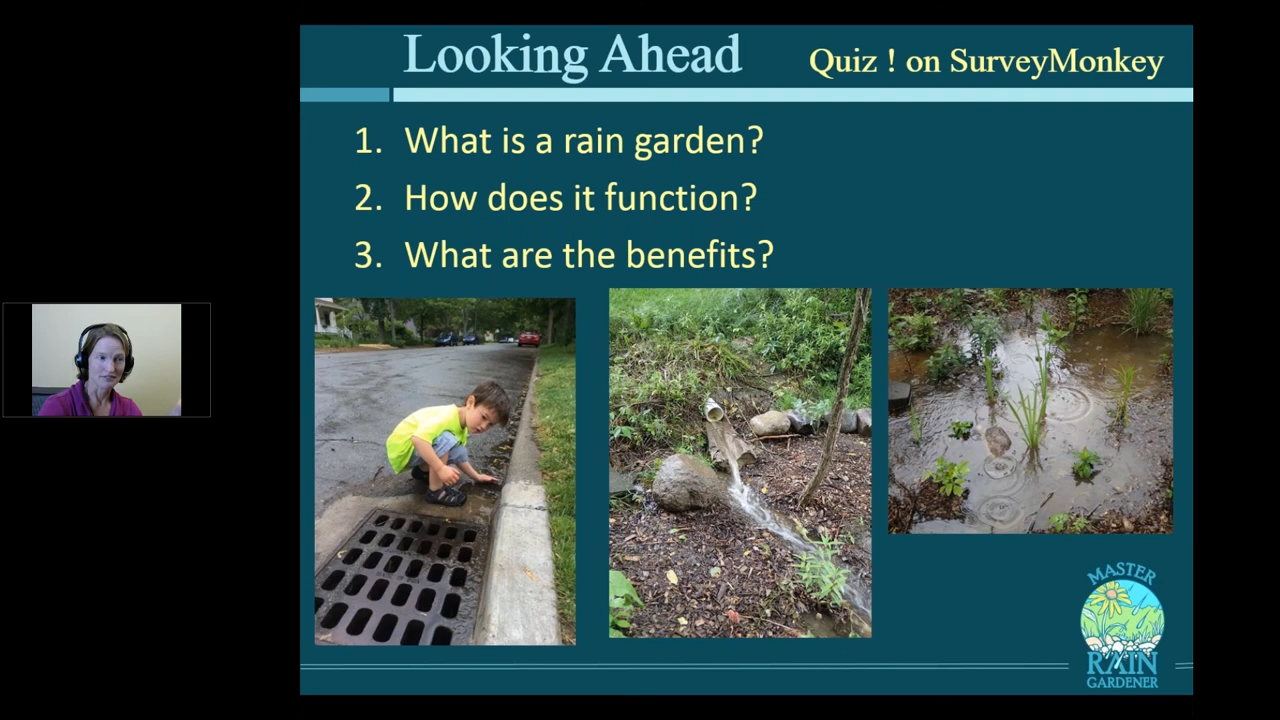 Looking Ahead
Quiz ! on SurveyMonkey
1. What is a rain garden?
2. How does it function?
3. What are the benefits?
MASTER
RAIN
GARDENER